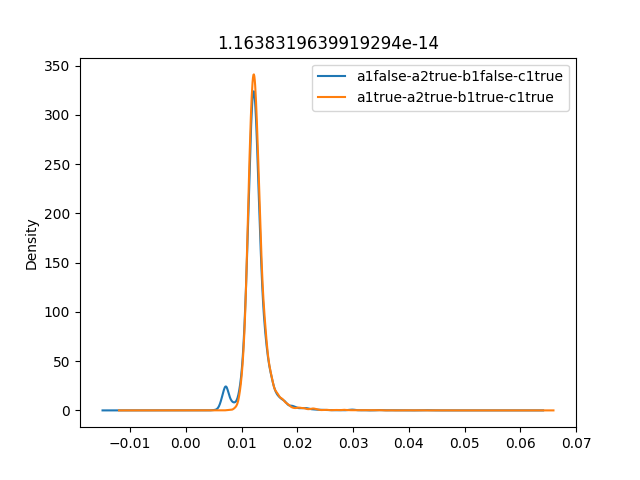 1.1638319639919294e-14
a1false-a2true-b1false-c1true
a1true-a2true-b1true-c1true
Density
350
300
250
200
150
100
50
0
−0.01 0.00 0.01 0.02 0.03 0.04 0.05 0.06 0.07